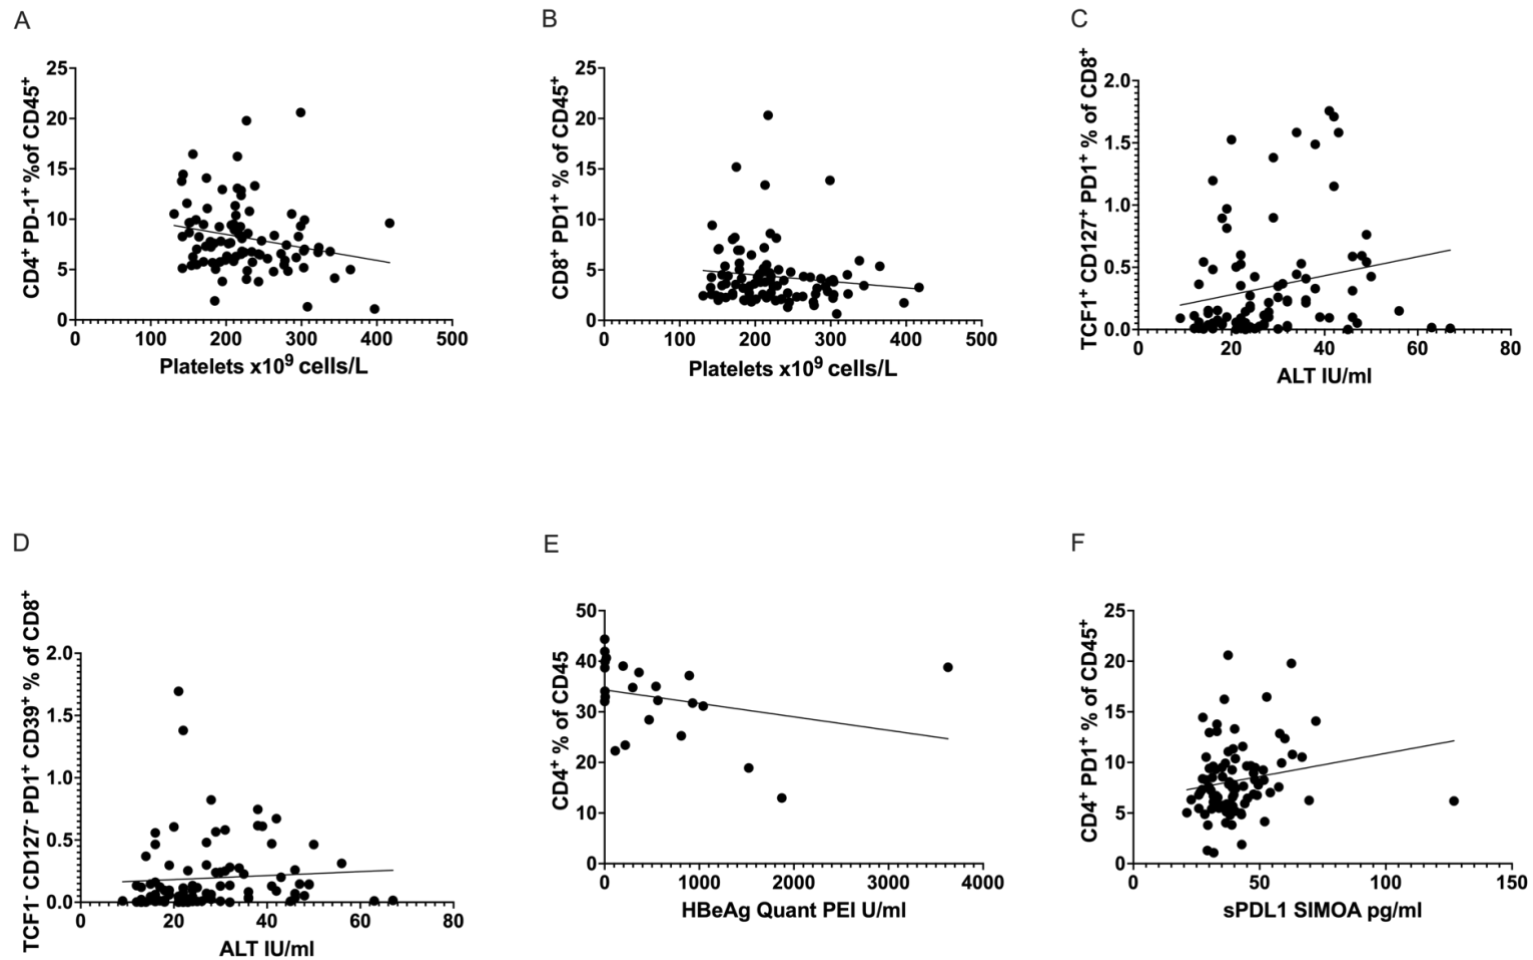 A
CD4⁺ PD-1⁺ %of CD45⁺
25
20
15
10
5
0
0 100 200 300 400 500
Platelets x10⁹ cells/L
B
CD8⁺ PD1⁺ % of CD45⁺
25
20
15
10
5
0
0 100 200 300 400 500
Platelets x10⁹ cells/L
C
TCF1⁺ CD127⁺ PD1⁺ % of CD8⁺
2.0
1.5
1.0
0.5
0.0
0 20 40 60 80
ALT IU/ml
D
TCF1⁻ CD127⁻ PD1⁺ CD39⁺ % of CD8⁺
2.0
1.5
1.0
0.5
0.0
0 20 40 60 80
ALT IU/ml
E
CD4⁺ % of CD45
50
40
30
20
10
0
0 1000 2000 3000 4000
HBeAg Quant PEI U/ml
F
CD4⁺ PD1⁺ % of CD45⁺
25
20
15
10
5
0
0 50 100 150
sPDL1 SIMOA pg/ml